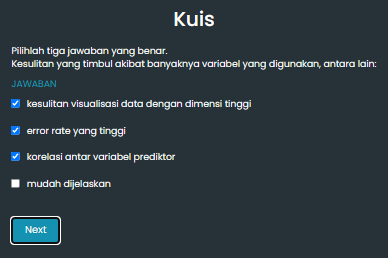 Kuis
Pilihlah tiga jawaban yang benar.
Kesulitan yang timbul akibat banyaknya variabel yang digunakan, antara lain:
JAWABAN
kesulitan visualisasi data dengan dimensi tinggi
error rate yang tinggi
korelasi antar variabel prediktor
mudah dijelaskan
Next